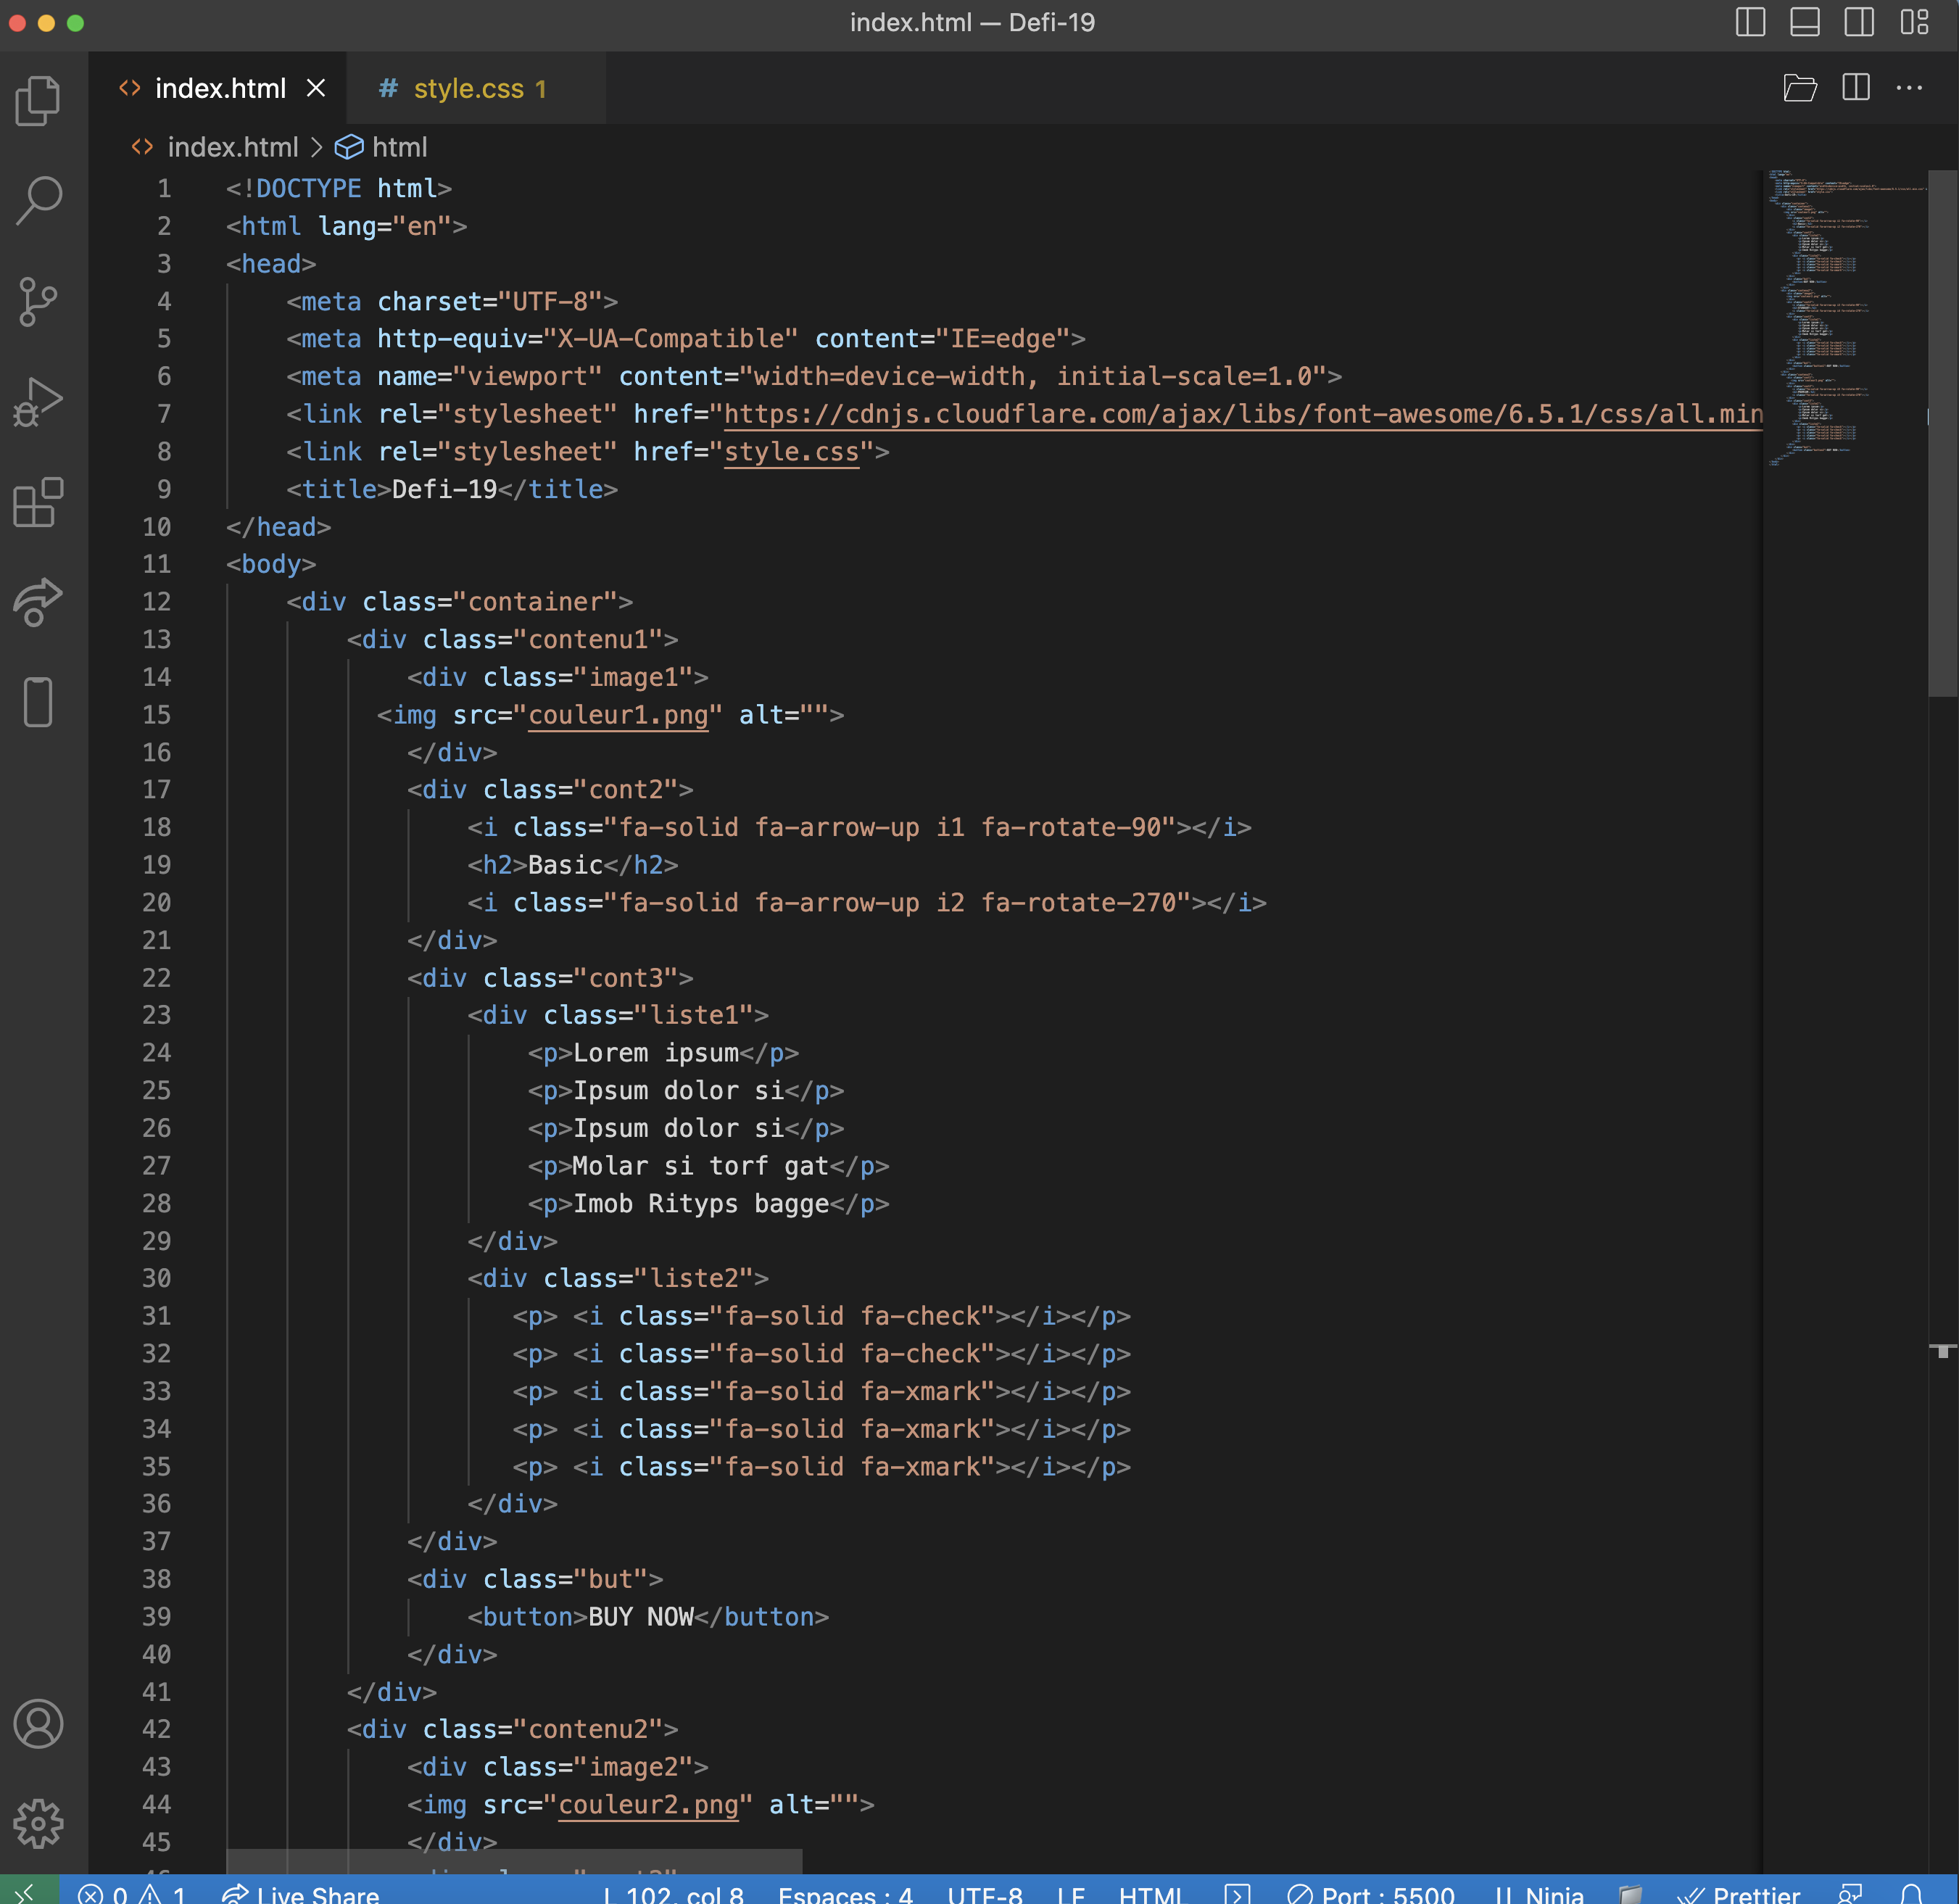 index.html — Defi-19
index.html
style.css 1
index.html > html
1 <!DOCTYPE html>
2 <html lang="en">
3 <head>
4 <meta charset="UTF-8">
5 <meta http-equiv="X-UA-Compatible" content="IE=edge">
6 <meta name="viewport" content="width=device-width, initial-scale=1.0">
7 <link rel="stylesheet" href="https://cdnjs.cloudflare.com/ajax/libs/font-awesome/6.5.1/css/all.min
8 <link rel="stylesheet" href="style.css">
9 <title>Defi-19</title>
10 </head>
11 <body>
12 <div class="container">
13 <div class="contenu1">
14 <div class="image1">
15 <img src="couleur1.png" alt="">
16 </div>
17 <div class="cont2">
18 <i class="fa-solid fa-arrow-up i1 fa-rotate-90"></i>
19 <h2>Basic</h2>
20 <i class="fa-solid fa-arrow-up i2 fa-rotate-270"></i>
21 </div>
22 <div class="cont3">
23 <div class="liste1">
24 <p>Lorem ipsum</p>
25 <p>Ipsum dolor si</p>
26 <p>Ipsum dolor si</p>
27 <p>Molar si torf gat</p>
28 <p>Imob Rityps bagge</p>
29 </div>
30 <div class="liste2">
31 <p> <i class="fa-solid fa-check"></i></p>
32 <p> <i class="fa-solid fa-check"></i></p>
33 <p> <i class="fa-solid fa-xmark"></i></p>
34 <p> <i class="fa-solid fa-xmark"></i></p>
35 <p> <i class="fa-solid fa-xmark"></i></p>
36 </div>
37 </div>
38 <div class="but">
39 <button>BUY NOW</button>
40 </div>
41 </div>
42 <div class="contenu2">
43 <div class="image2">
44 <img src="couleur2.png" alt="">
45 </div>
0 1 Live Share L 102, col 8 Espaces : 4 UTF-8 LF HTML Port : 5500 Ninja Prettier